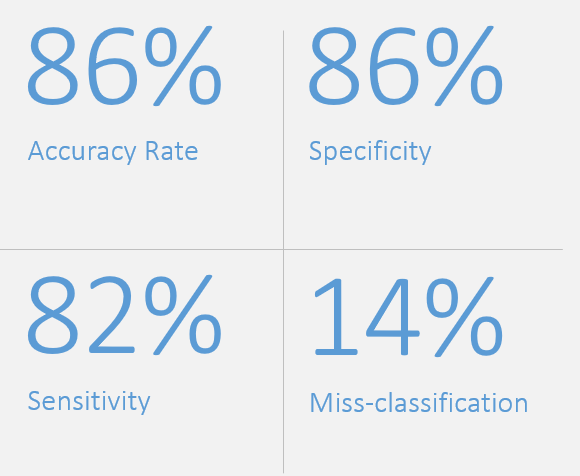 86%
Accuracy Rate
86%
Specificity
82%
Sensitivity
14%
Miss-classification